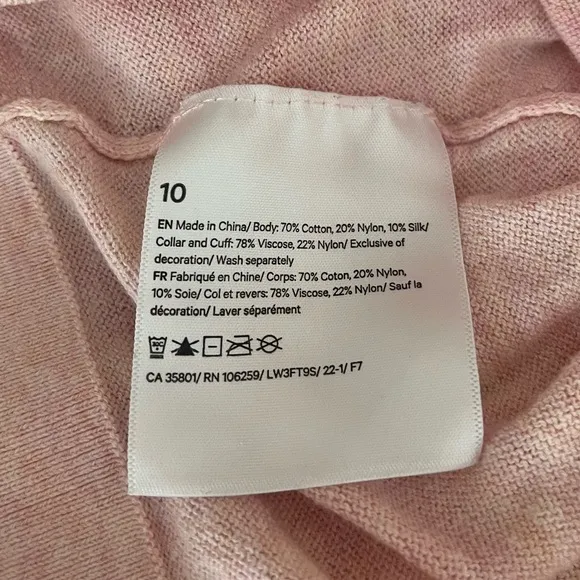 10
EN Made in China/ Body: 70% Cotton, 20% Nylon, 10% Silk/
Collar and Cuff: 78% Viscose, 22% Nylon/ Exclusive of
decoration/ Wash separately
FR Fabriqué en Chine/ Corps: 70% Coton, 20% Nylon,
10% Soie/ Col et revers: 78% Viscose, 22% Nylon/ Sauf la
décoration/ Laver séparément
CA 35801/ RN 106259/ LW3FT9S/ 22-1/ F7